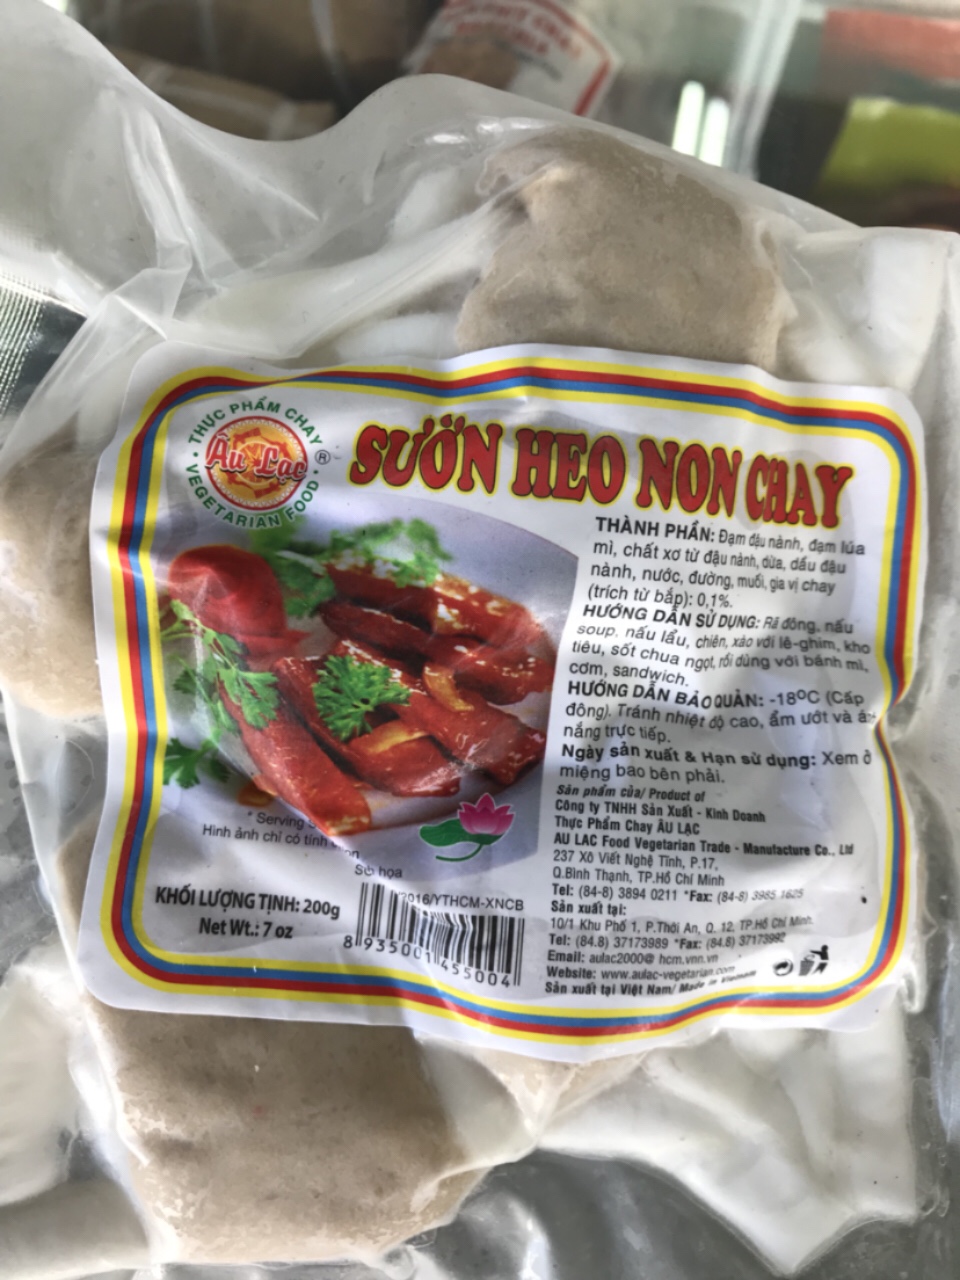 THỰC PHẨM CHAY
Âu Lạc ®
VEGETARIAN FOOD
SƯỜN HEO NON CHAY
THÀNH PHẦN: Đạm đậu nành, đạm lúa
mì, chất xơ từ đậu nành, dừa, dầu đậu
nành, nước, đường, muối, gia vị chay
(trích từ bắp): 0,1%.
HƯỚNG DẪN SỬ DỤNG: Rã đông, nấu
soup, nấu lẩu, chiên, xào với lê-ghim, kho
tiêu, sốt chua ngọt, rồi dùng với bánh mì,
cơm, sandwich.
HƯỚNG DẪN BẢO QUẢN: -18ºC (Cấp
đông). Tránh nhiệt độ cao, ẩm ướt và
nắng trực tiếp.
Ngày sản xuất & Hạn sử dụng: Xem ở
miệng bao bên phải.
Sản phẩm của/ Product of
Công ty TNHH Sản Xuất - Kinh Doanh
Thực Phẩm Chay ÂU LẠC
AU LAC Food Vegetarian Trade - Manufacture Co., Ltd
237 Xô Viết Nghệ Tĩnh, P.17,
Q.Bình Thạnh, TP.Hồ Chí Minh
Tel: (84-8) 3894 0211 *Fax: (84-8) 3985 1625
Sản xuất tại:
10/1 Khu Phố 1, P.Thới An, Q. 12, TP.Hồ Chí Minh.
Tel: (84.8) 37173989 *Fax: (84.8) 37173992
Email: aulac2000@ hcm.vnn.vn
Website: www.aulac-vegetarian.com
Sản xuất tại Việt Nam/ Made in Vietnam
* Serving
Hình ảnh chỉ có tính
họa
2016/YTHCM-XNCB
KHỐI LƯỢNG TỊNH: 200g
Net Wt.: 7 oz
8 935001 455004